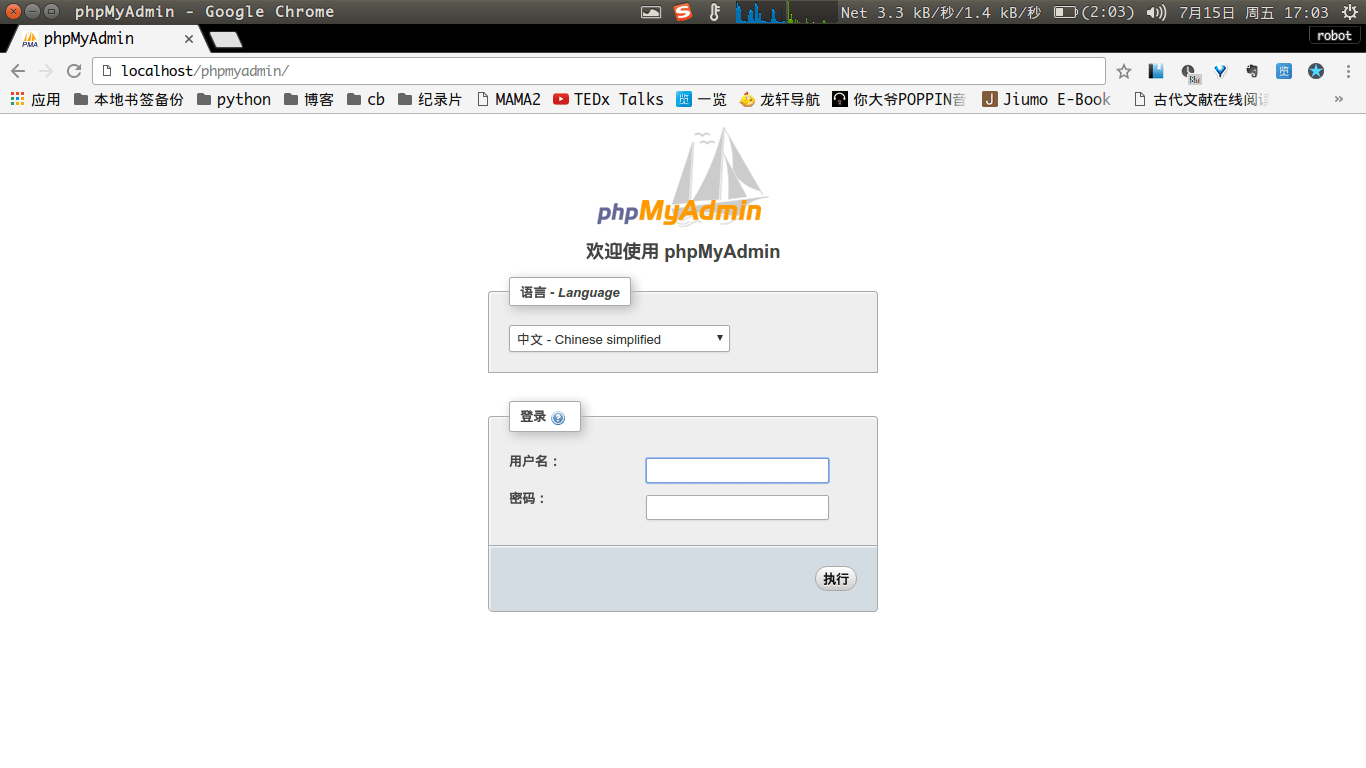 phpMyAdmin - Google Chrome
Net 3.3 kB/秒/1.4 kB/秒 (2:03) 7月15日 周五 17:03
PMA phpMyAdmin robot
localhost/phpmyadmin/
应用 本地书签备份 python 博客 cb 纪录片 MAMA2 TEDx Talks 览 一览 龙轩导航 你大爷POPPIN音 J Jiumo E-Book 古代文献在线阅读 »
phpMyAdmin
欢迎使用 phpMyAdmin
语言 - Language
中文 - Chinese simplified
登录
用户名：
密码：
执行